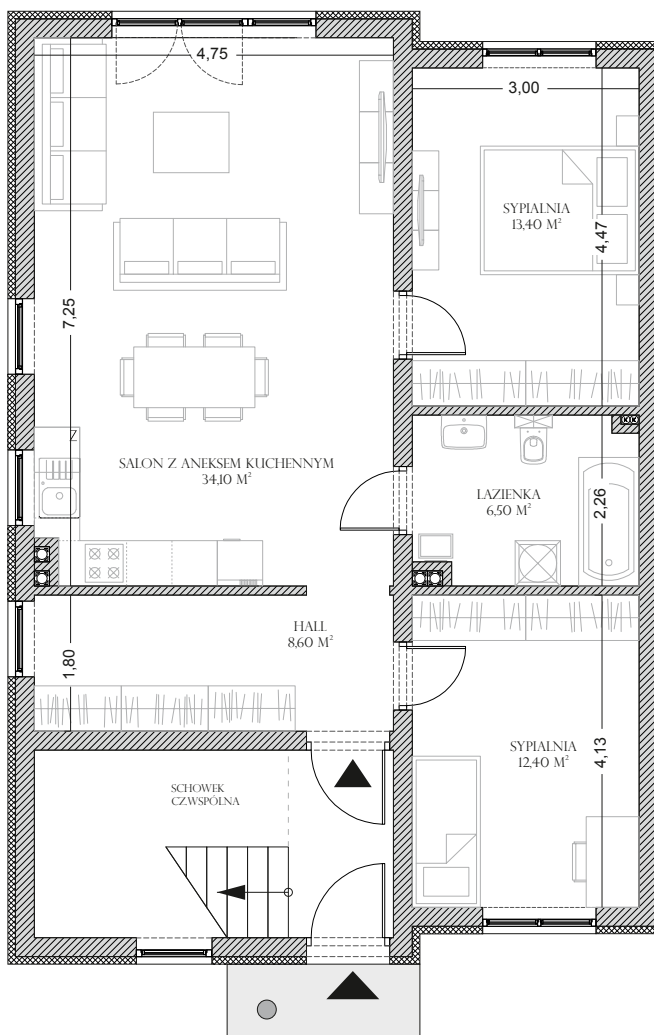 4,75
3,00
SYPIALNIA
13,40 M²
4,47
7,25
SALON Z ANEKSEM KUCHENNYM
34,10 M²
Z
LAZIENKA
6,50 M²
2,26
HALL
8,60 M²
1,80
SYPIALNIA
12,40 M²
4,13
SCHOWEK
CZ.WSPÓLNA